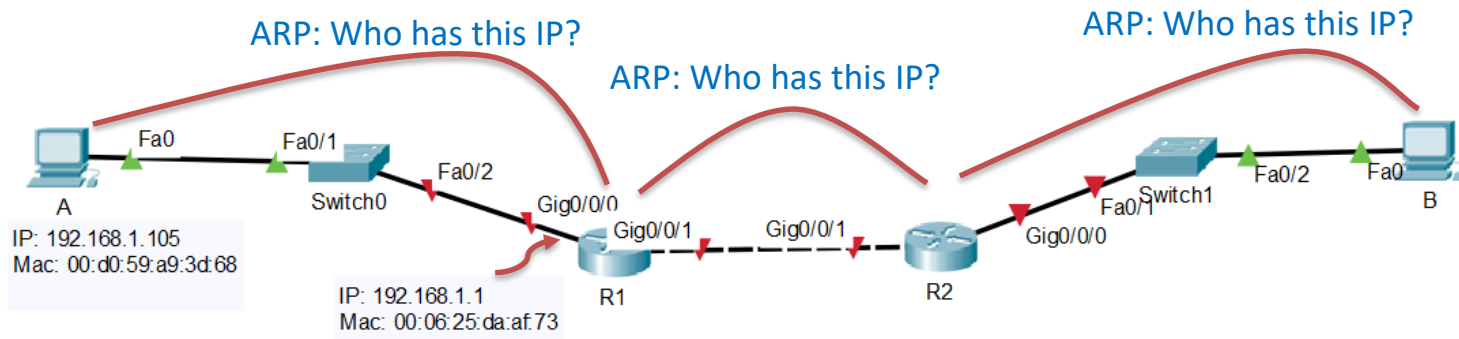 ARP: Who has this IP?
ARP: Who has this IP?
ARP: Who has this IP?
Fa0
Fa0/1
Switch0
Fa0/2
Gig0/0/0
A
IP: 192.168.1.105
Mac: 00:d0:59:a9:3d:68
IP: 192.168.1.1
Mac: 00:06:25:da:af:73
Gig0/0/1
R1
Gig0/0/1
R2
Gig0/0/0
Fa0/1
Switch1
Fa0/2
Fa0
B